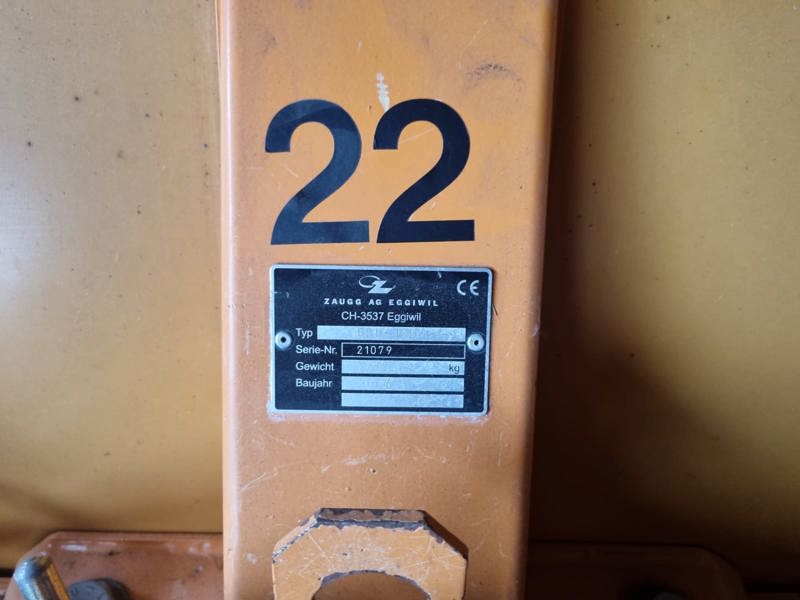 22
CE
ZAUGG AG EGGIWIL
CH-3537 Eggiwil
Typ
Serie-Nr. 21079
Gewicht kg
Baujahr